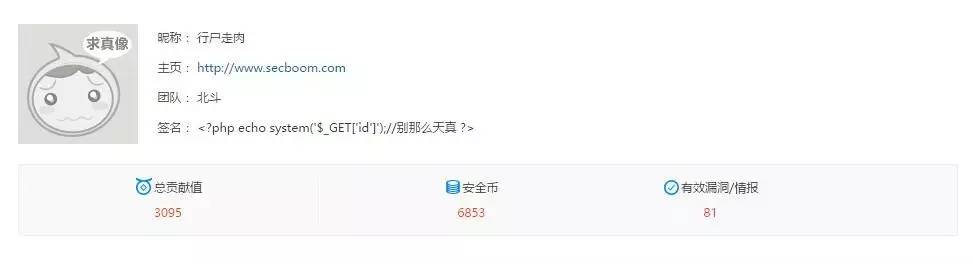 求真像
昵称： 行尸走肉
主页： http://www.secboom.com
团队： 北斗
签名： <?php echo system('$_GET['id']');//别那么天真 ?>
总贡献值 安全币 有效漏洞/情报
3095 6853 81